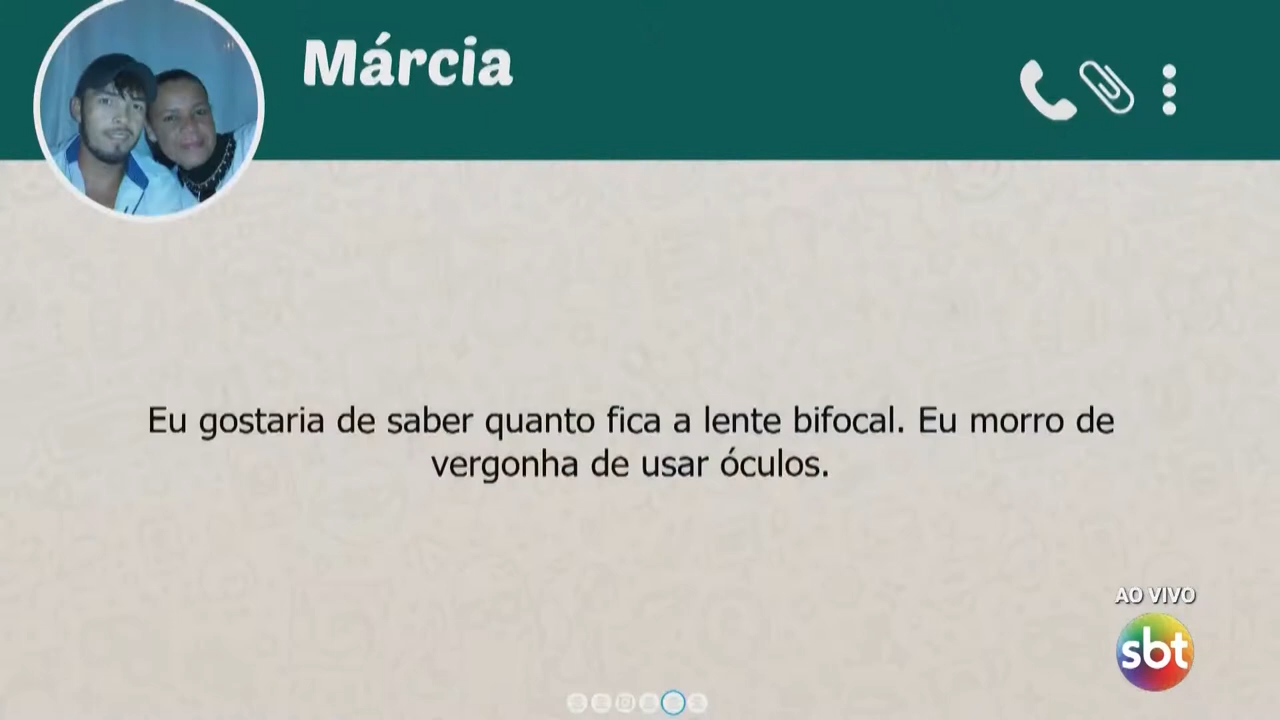 Márcia
Eu gostaria de saber quanto fica a lente bifocal. Eu morro de
vergonha de usar óculos.
AO VIVO
sbt